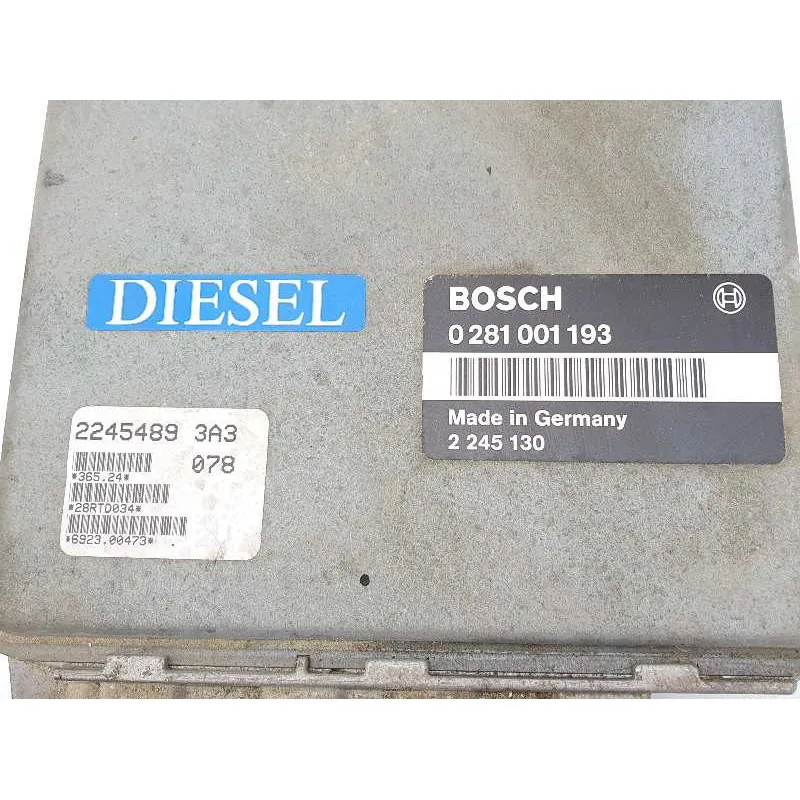 DIESEL
BOSCH
0 281 001 193
Made in Germany
2 245 130
2245489 3A3
078
*365.24*
*28RTD034*
*6923.00473*